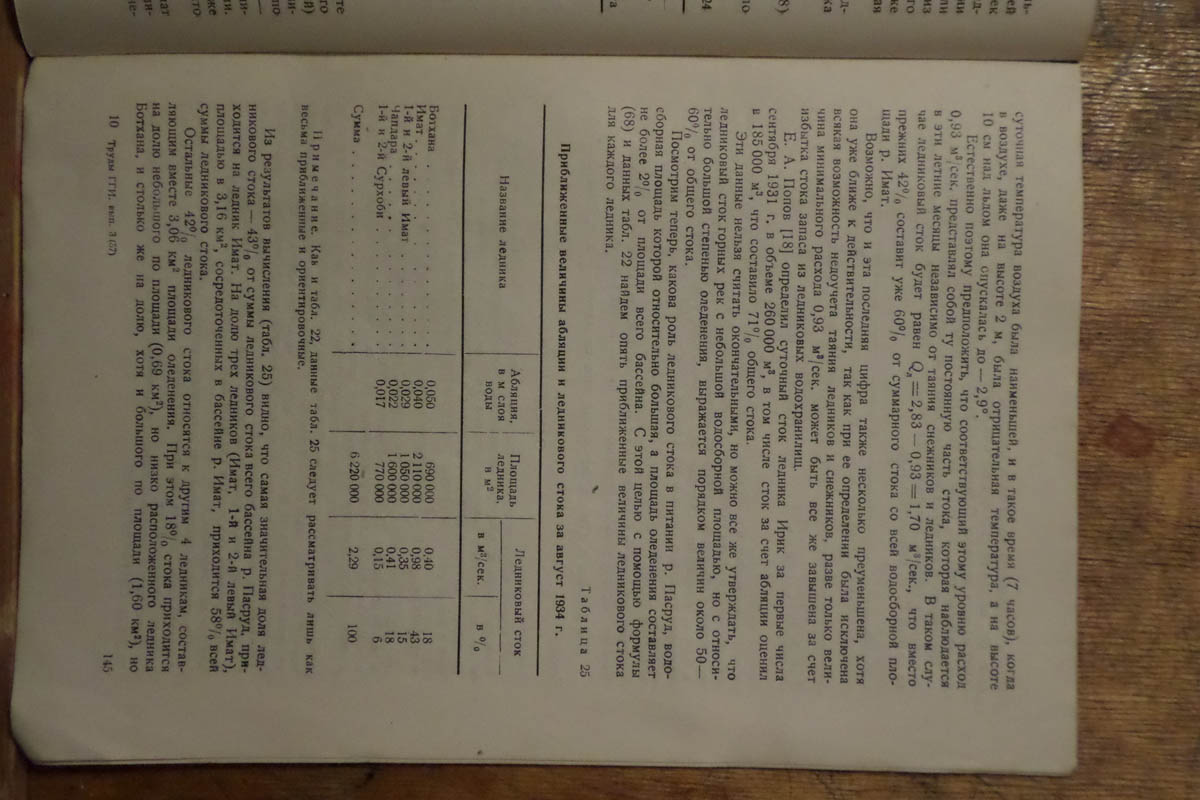 суточная температура воздуха была наименьшей, и в такое время (7 часов), когда
в воздухе, даже на высоте 2 м, была отрицательная температура, а на высоте
10 см над льдом она опускалась до — 2,9°.
Естественно поэтому предположить, что соответствующий этому уровню расход
0,93 м³/сек. представлял собой ту постоянную часть стока, которая наблюдается
в эти летние месяцы независимо от таяния снежников и ледников. В таком слу-
чае ледниковый сток будет равен Qл = 2,83 — 0,93 = 1,70 м³/сек., что вместо
прежних 42% составит уже 60% от суммарного стока со всей водосборной пло-
щади р. Имат.
Возможно, что и эта последняя цифра также несколько преуменьшена, хотя
она уже ближе к действительности, так как при ее определении была исключена
всякая возможность недоучета таяния ледников и снежников, разве только вели-
чина минимального расхода 0,93 м³/сек. может быть все же завышена за счет
избытка стока запаса из ледниковых водохранилищ.
Е. А. Попов [18] определил суточный сток ледника Ирик за первые числа
сентября 1931 г. в объеме 260 000 м³, в том числе сток за счет абляции оценил
в 185 000 м³, что составило 71% общего стока.
Эти данные нельзя считать окончательными, но можно все же утверждать, что
ледниковый сток горных рек с небольшой водосборной площадью, но с относи-
тельно большой степенью оледенения, выражается порядком величин около 50—
60% от общего стока.
Посмотрим теперь, какова роль ледникового стока в питании р. Пасруд, водо-
сборная площадь которой относительно большая, а площадь оледенения составляет
не более 2% от площади всего бассейна. С этой целью с помощью формулы
(68) и данных табл. 22 найдем опять приближенные величины ледникового стока
для каждого ледника.
Таблица 25
Приближенные величины абляции и ледникового стока за август 1934 г.
Название ледника Абляция, в м слоя воды Площадь ледника, в м² Ледниковый сток в м³/сек. в %
Ботхана . . . . . . . . . 0,050 690 000 0,40 18
Имат . . . . . . . . . . 0,040 2 110 000 0,98 43
1-й и 2-й левый Имат . . . 0,029 1 050 000 0,35 15
Чапдара . . . . . . . . . 0,022 1 600 000 0,41 18
1-й и 2-й Сурхоби . . . . . 0,017 770 000 0,15 6
Сумма . . . . . . . . . 6 220 000 2,29 100
Примечание. Как и табл. 22, данные табл. 25 следует рассматривать лишь как
весьма приближенные и ориентировочные.
Из результатов вычисления (табл. 25) видно, что самая значительная доля лед-
никового стока — 43% от суммы ледникового стока всего бассейна р. Пасруд, при-
ходится на ледник Имат. На долю трех ледников (Имат, 1-й и 2-й левый Имат),
площадью в 3,16 км², сосредоточенных в бассейне р. Имат, приходится 58% всей
суммы ледникового стока.
Остальные 42% ледникового стока относятся к другим 4 ледникам, состав-
ляющим вместе 3,06 км² площади оледенения. При этом 18% стока приходится
на долю небольшого по площади (0,69 км²), но низко расположенного ледника
Ботхана, и столько же на долю, хотя и большого по площади (1,60 км²), но
10 Труды ГГИ, вып. 3 (57)
145